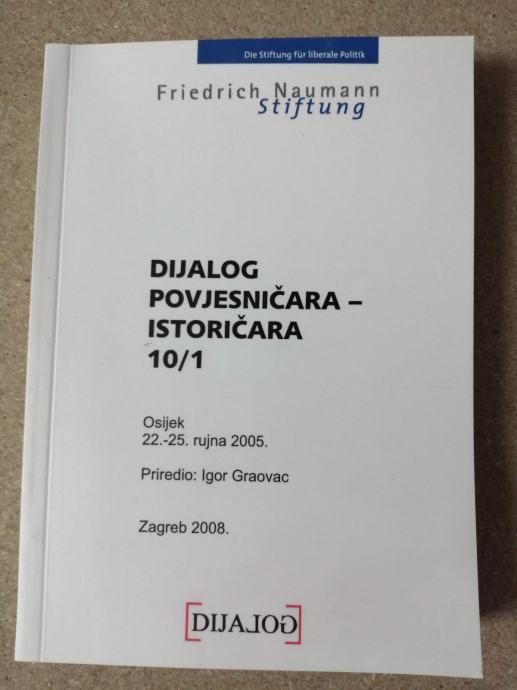 Die Stiftung für liberale Politik
Friedrich Naumann
Stiftung
DIJALOG
POVJESNIČARA –
ISTORIČARA
10/1
Osijek
22.-25. rujna 2005.
Priredio: Igor Graovac
Zagreb 2008.
[DIJALOG]